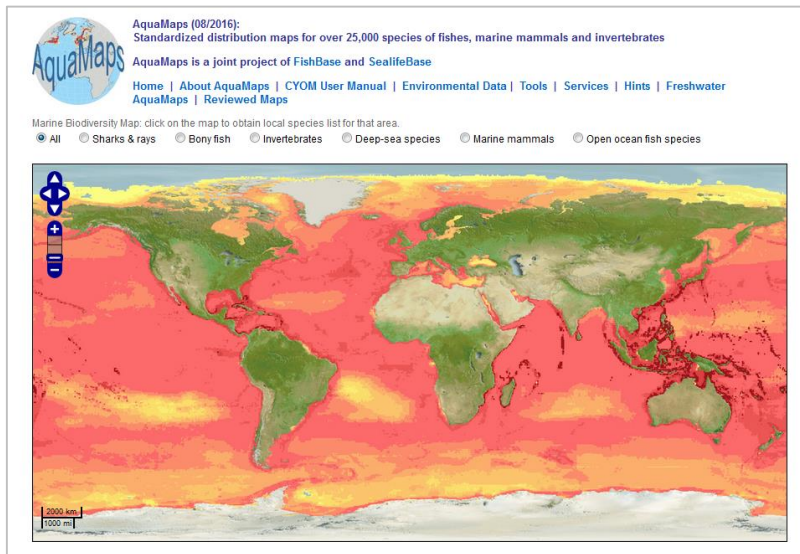 AquaMaps
AquaMaps (08/2016):
Standardized distribution maps for over 25,000 species of fishes, marine mammals and invertebrates
AquaMaps is a joint project of FishBase and SealifeBase
Home | About AquaMaps | CYOM User Manual | Environmental Data | Tools | Services | Hints | Freshwater
AquaMaps | Reviewed Maps
Marine Biodiversity Map: click on the map to obtain local species list for that area.
All Sharks & rays Bony fish Invertebrates Deep-sea species Marine mammals Open ocean fish species
2000 km
1000 mi